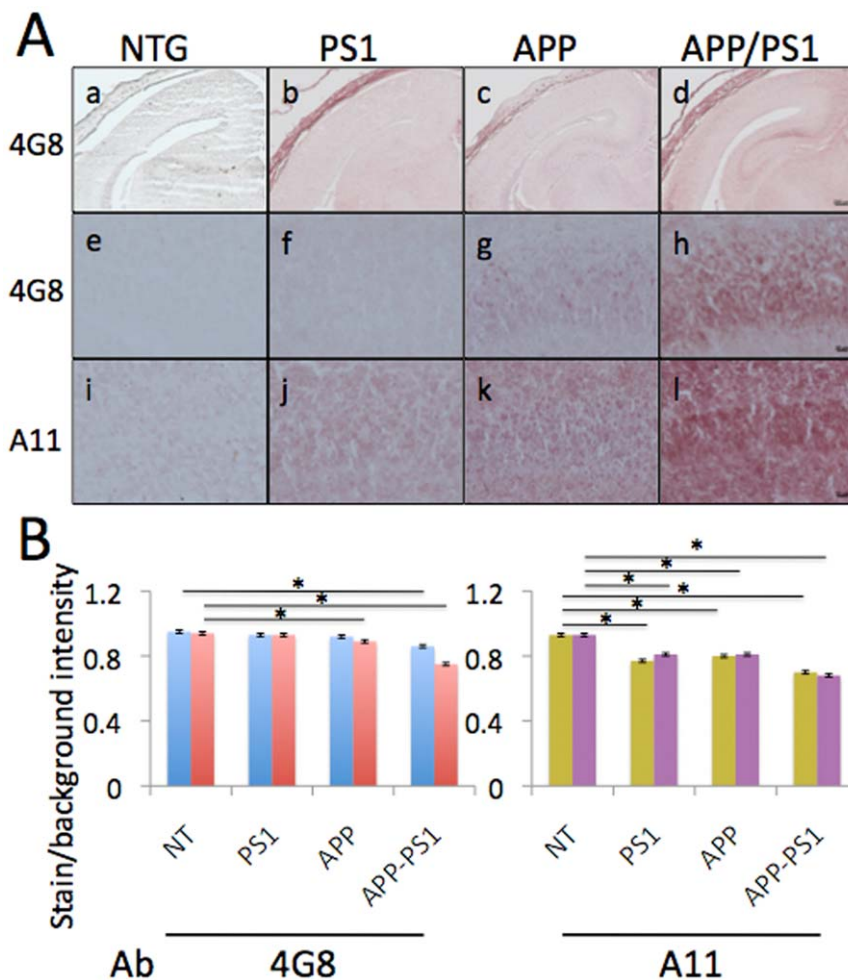 A
NTG PS1 APP APP/PS1
4G8 a b c d
4G8 e f g h
A11 i j k l
B
Stain/background intensity
1.2 1.2
0.8 0.8
0.4 0.4
0 0
* * * * * * * * *
NT PS1 APP APP-PS1 NT PS1 APP APP-PS1
Ab 4G8 A11